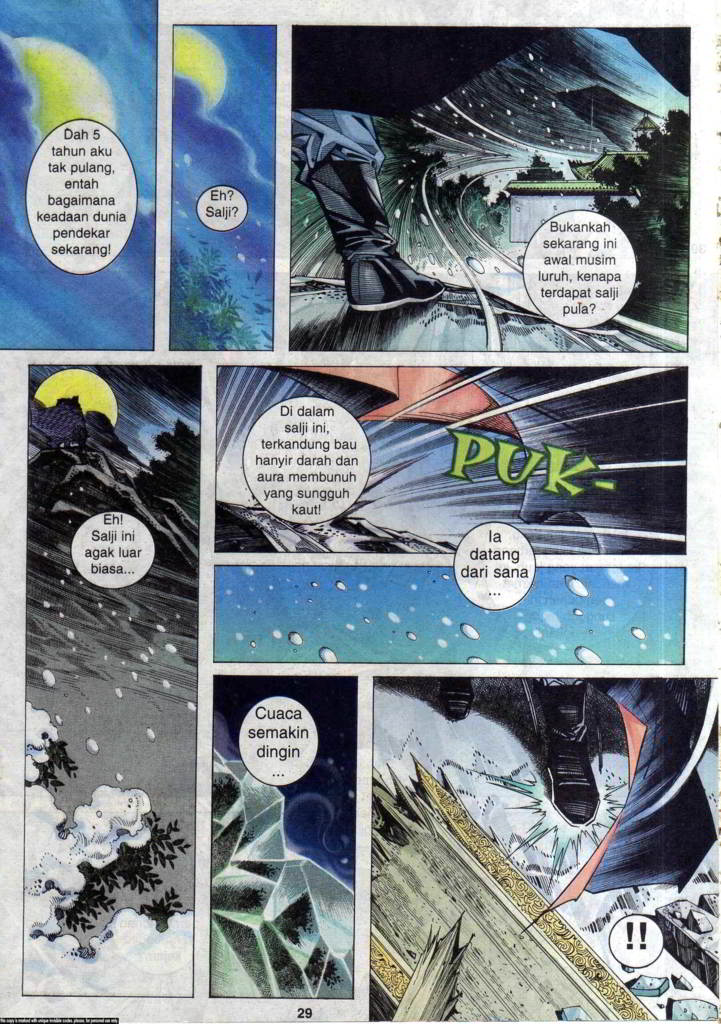 Dah 5
tahun aku
tak pulang,
entah
bagaimana
keadaan dunia
pendekar
sekarang!
Eh?
Salji?
Bukankah
sekarang ini
awal musim
luruh, kenapa
terdapat salji
pula?
Eh!
Salji ini
agak luar
biasa...
Di dalam
salji ini,
terkandung bau
hanyir darah dan
aura membunuh
yang sungguh
kaut!
PUK-
Ia
datang
dari sana
...
Cuaca
semakin
dingin
...
!!
29